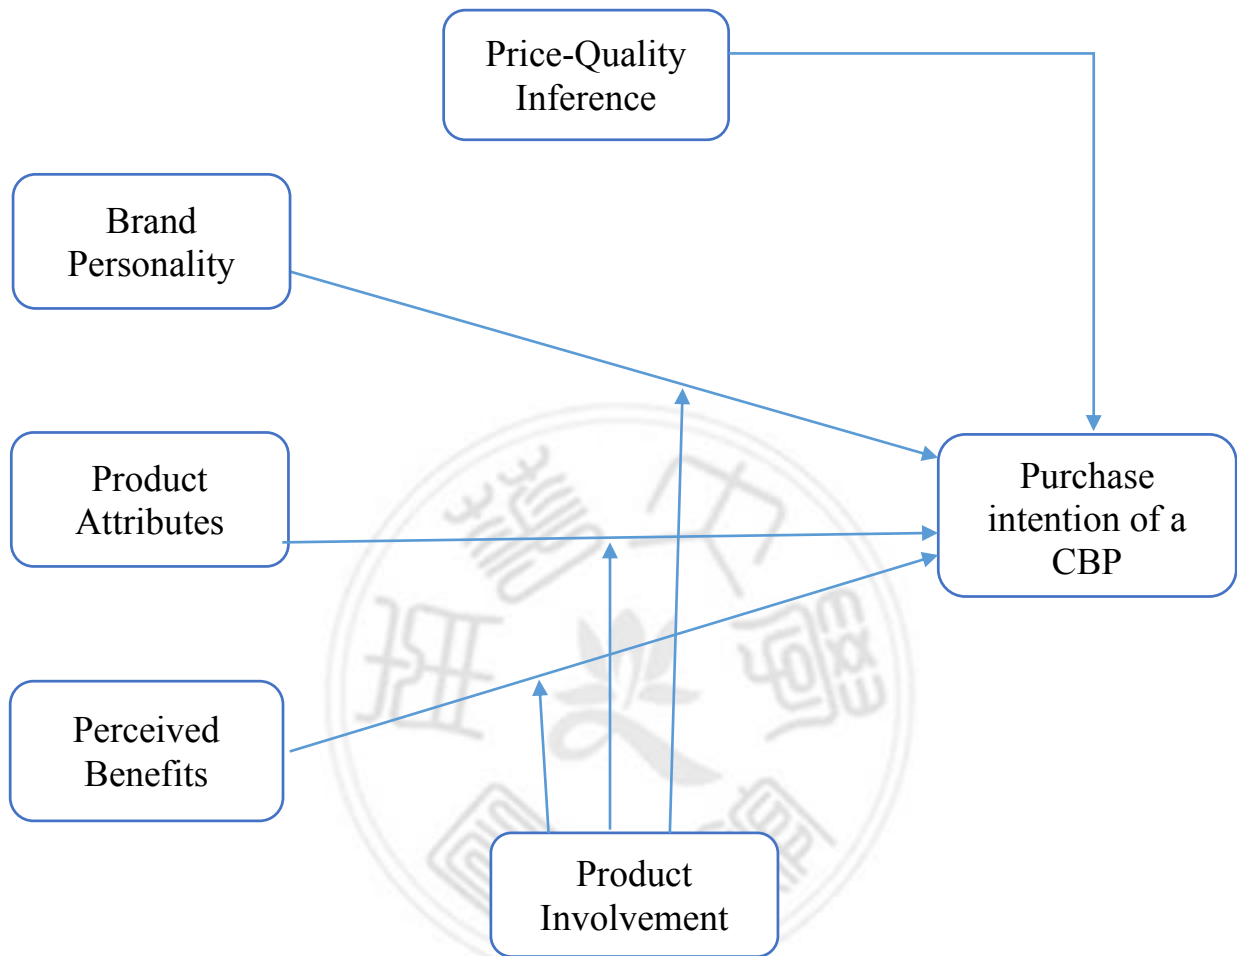 Price-Quality
Inference
Brand
Personality
Product
Attributes
Purchase
intention of a
CBP
Perceived
Benefits
Product
Involvement